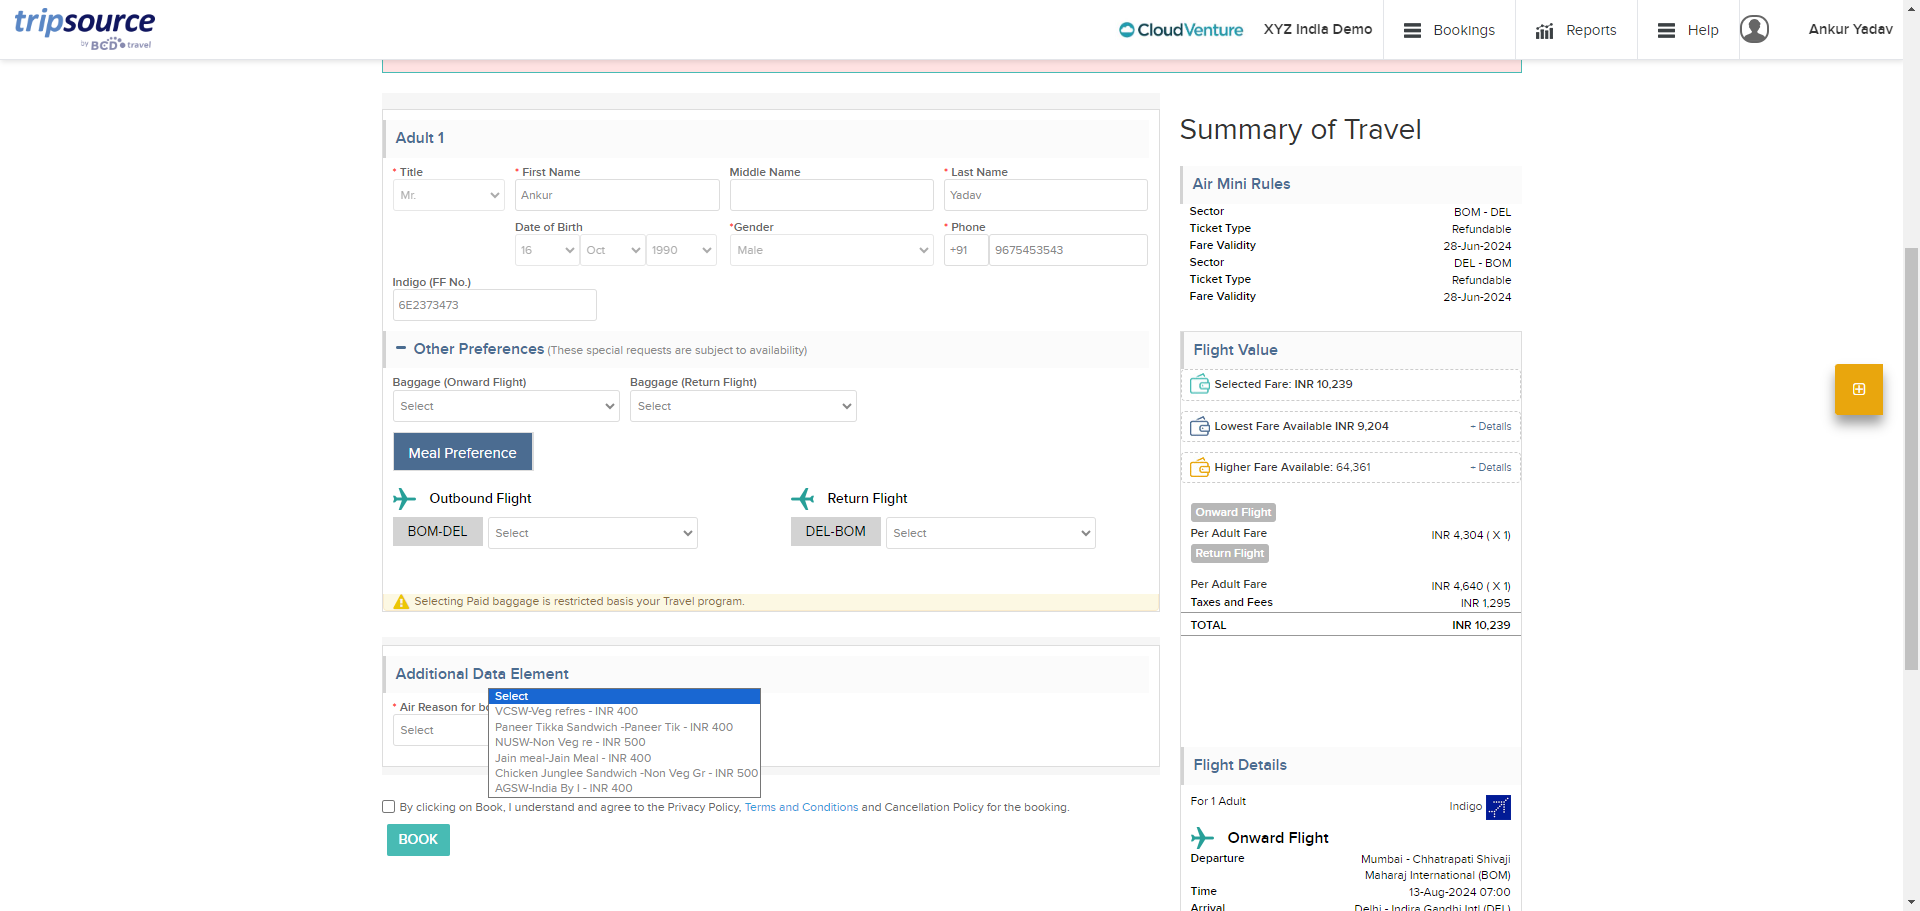 tripsource
by BCD travel
CloudVenture
XYZ India Demo
Bookings
Reports
Help
Ankur Yadav
Adult 1
* Title
* First Name
Middle Name
* Last Name
Mr.
Ankur
Yadav
Date of Birth
*Gender
* Phone
16
Oct
1990
Male
+91
9675453543
Indigo (FF No.)
6E2373473
Other Preferences (These special requests are subject to availability)
Baggage (Onward Flight)
Baggage (Return Flight)
Select
Select
Meal Preference
Outbound Flight
Return Flight
BOM-DEL
Select
DEL-BOM
Select
Selecting Paid baggage is restricted basis your Travel program.
Additional Data Element
* Air Reason for bo
Select
Select
VCSW-Veg refres - INR 400
Paneer Tikka Sandwich -Paneer Tik - INR 400
NUSW-Non Veg re - INR 500
Jain meal-Jain Meal - INR 400
Chicken Junglee Sandwich -Non Veg Gr - INR 500
AGSW-India By I - INR 400
By clicking on Book, I understand and agree to the Privacy Policy, Terms and Conditions and Cancellation Policy for the booking.
BOOK
Summary of Travel
Air Mini Rules
Sector BOM - DEL
Ticket Type Refundable
Fare Validity 28-Jun-2024
Sector DEL - BOM
Ticket Type Refundable
Fare Validity 28-Jun-2024
Flight Value
Selected Fare: INR 10,239
Lowest Fare Available INR 9,204 + Details
Higher Fare Available: 64,361 + Details
Onward Flight
Per Adult Fare INR 4,304 ( X 1)
Return Flight
Per Adult Fare INR 4,640 ( X 1)
Taxes and Fees INR 1,295
TOTAL INR 10,239
Flight Details
For 1 Adult Indigo
Onward Flight
Departure Mumbai - Chhatrapati Shivaji
Maharaj International (BOM)
Time 13-Aug-2024 07:00
Arrival Delhi - Indira Gandhi Intl (DEL)